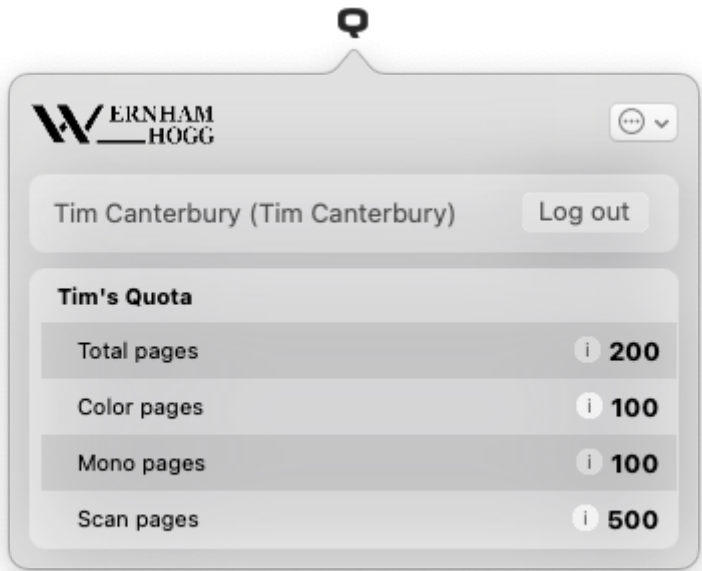 Q
WERNHAM
HOGG
Tim Canterbury (Tim Canterbury) Log out
Tim's Quota
Total pages i 200
Color pages i 100
Mono pages i 100
Scan pages i 500